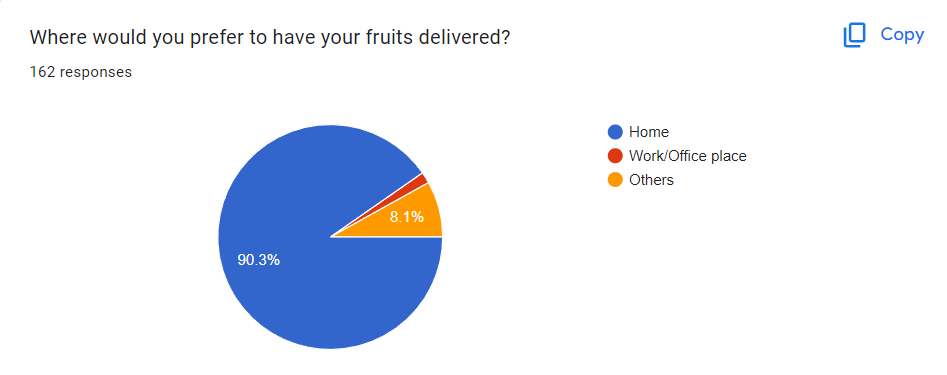 Where would you prefer to have your fruits delivered?
Copy
162 responses
Home
Work/Office place
Others
8.1%
90.3%